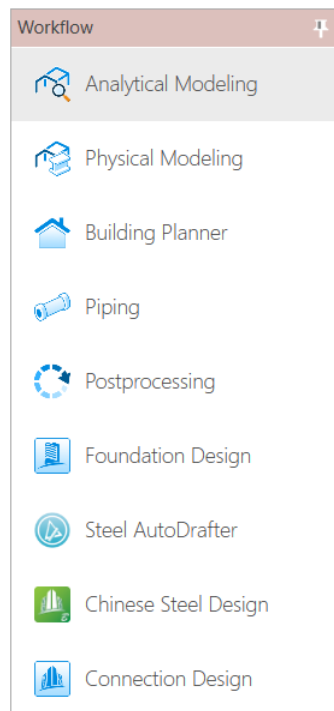 Workflow
Analytical Modeling
Physical Modeling
Building Planner
Piping
Postprocessing
Foundation Design
Steel AutoDrafter
Chinese Steel Design
Connection Design